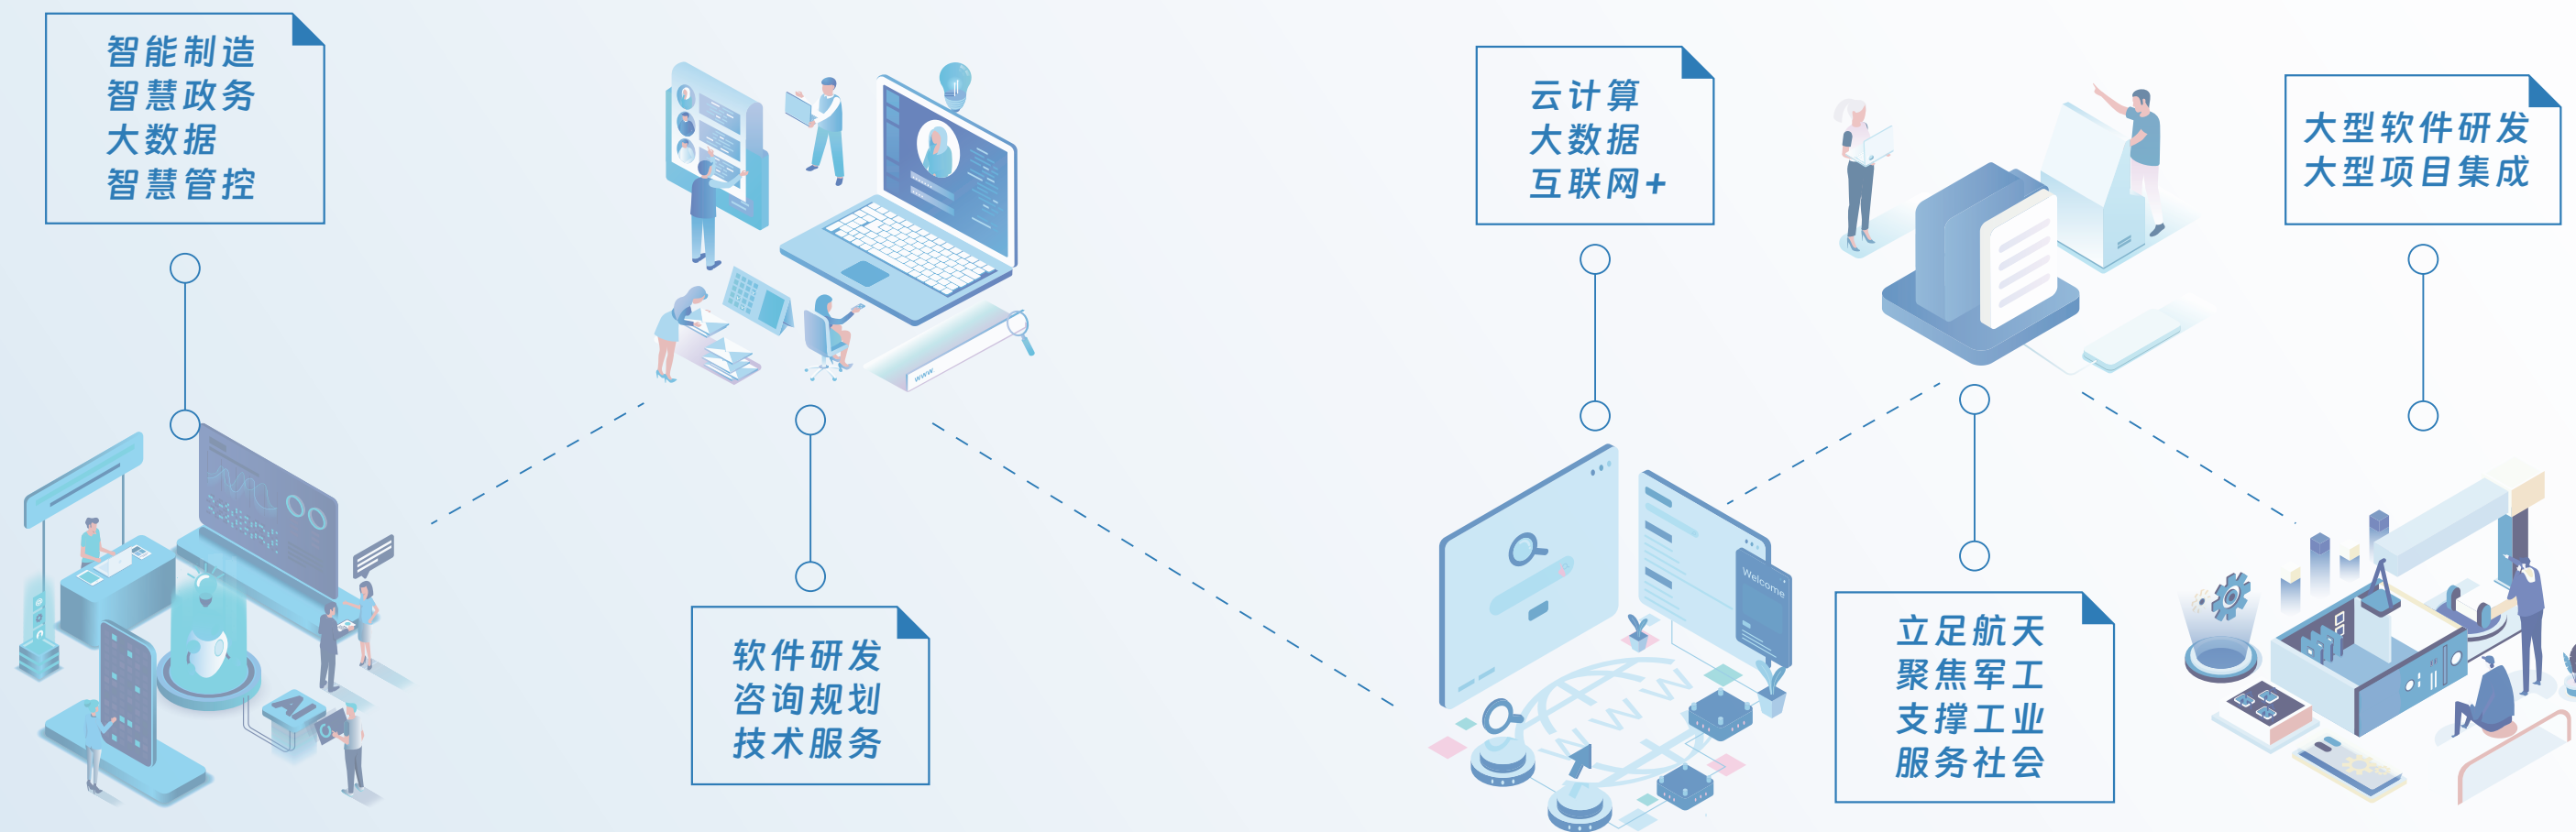 智能制造
智慧政务
大数据
智慧管控
软件研发
咨询规划
技术服务
WWW
AI
云计算
大数据
互联网+
Welcome
WWW
立足航天
聚焦军工
支撑工业
服务社会
大型软件研发
大型项目集成